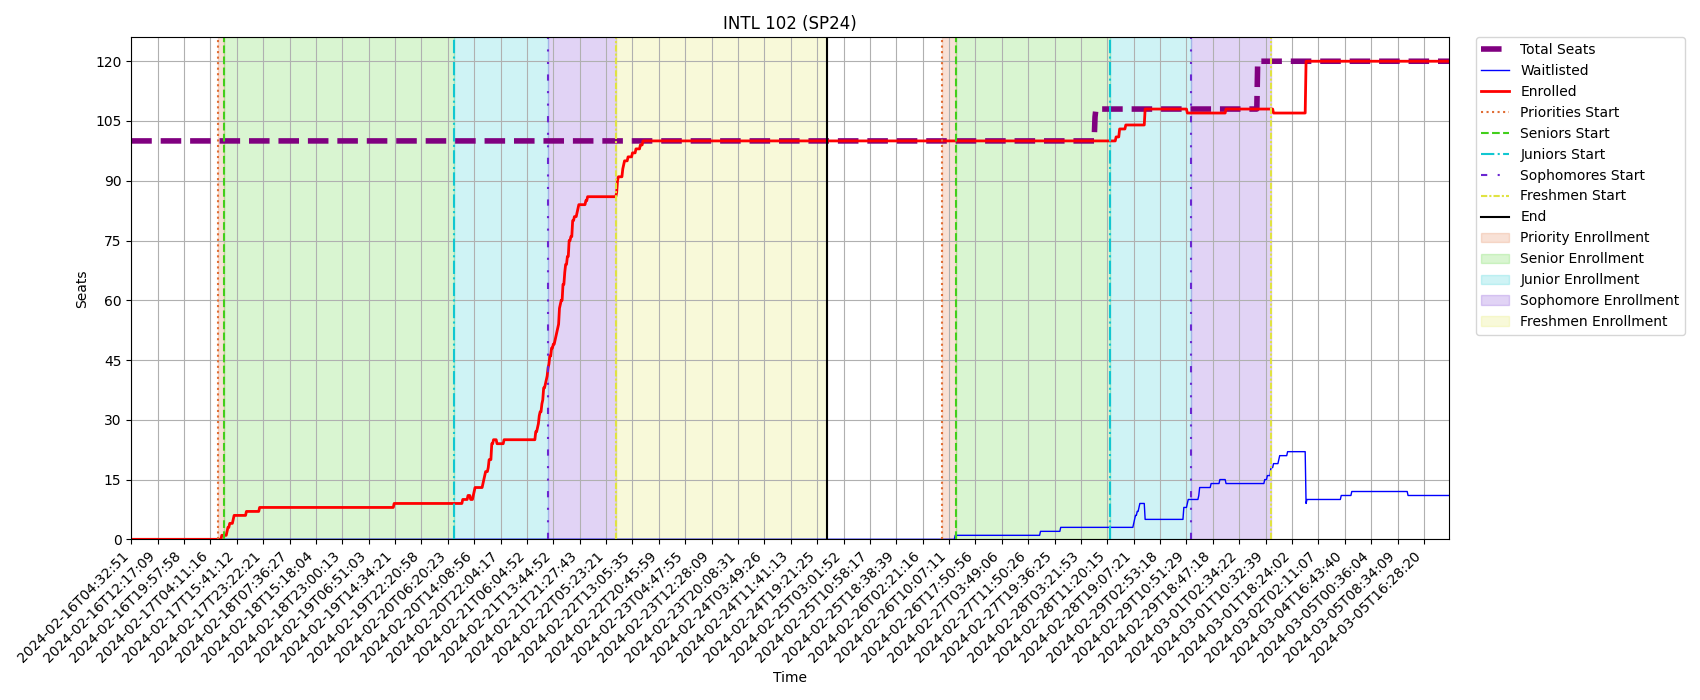 INTL 102 (SP24)
Seats
120
105
90
75
60
45
30
15
0
2024-02-16T04:32:51
2024-02-16T12:17:09
2024-02-16T19:57:58
2024-02-17T04:11:16
2024-02-17T15:41:12
2024-02-17T23:22:21
2024-02-18T07:36:27
2024-02-18T15:18:04
2024-02-18T23:00:13
2024-02-19T06:51:03
2024-02-19T14:34:21
2024-02-19T22:20:58
2024-02-20T06:20:23
2024-02-20T14:08:56
2024-02-20T22:04:17
2024-02-21T06:04:52
2024-02-21T13:44:52
2024-02-21T21:27:43
2024-02-22T05:23:21
2024-02-22T13:05:35
2024-02-22T20:45:59
2024-02-23T04:47:55
2024-02-23T12:28:09
2024-02-23T20:08:31
2024-02-24T03:49:26
2024-02-24T11:41:13
2024-02-24T19:21:25
2024-02-25T03:01:52
2024-02-25T10:58:17
2024-02-25T18:38:39
2024-02-26T02:21:16
2024-02-26T10:07:11
2024-02-26T17:50:56
2024-02-27T03:49:06
2024-02-27T11:50:26
2024-02-27T19:36:25
2024-02-28T03:21:53
2024-02-28T11:20:15
2024-02-28T19:07:21
2024-02-29T02:53:18
2024-02-29T10:51:29
2024-02-29T18:47:18
2024-03-01T02:34:22
2024-03-01T10:32:39
2024-03-01T18:24:02
2024-03-02T02:11:07
2024-03-04T16:43:40
2024-03-05T00:36:04
2024-03-05T08:34:09
2024-03-05T16:28:20
Time
Total Seats
Waitlisted
Enrolled
Priorities Start
Seniors Start
Juniors Start
Sophomores Start
Freshmen Start
End
Priority Enrollment
Senior Enrollment
Junior Enrollment
Sophomore Enrollment
Freshmen Enrollment